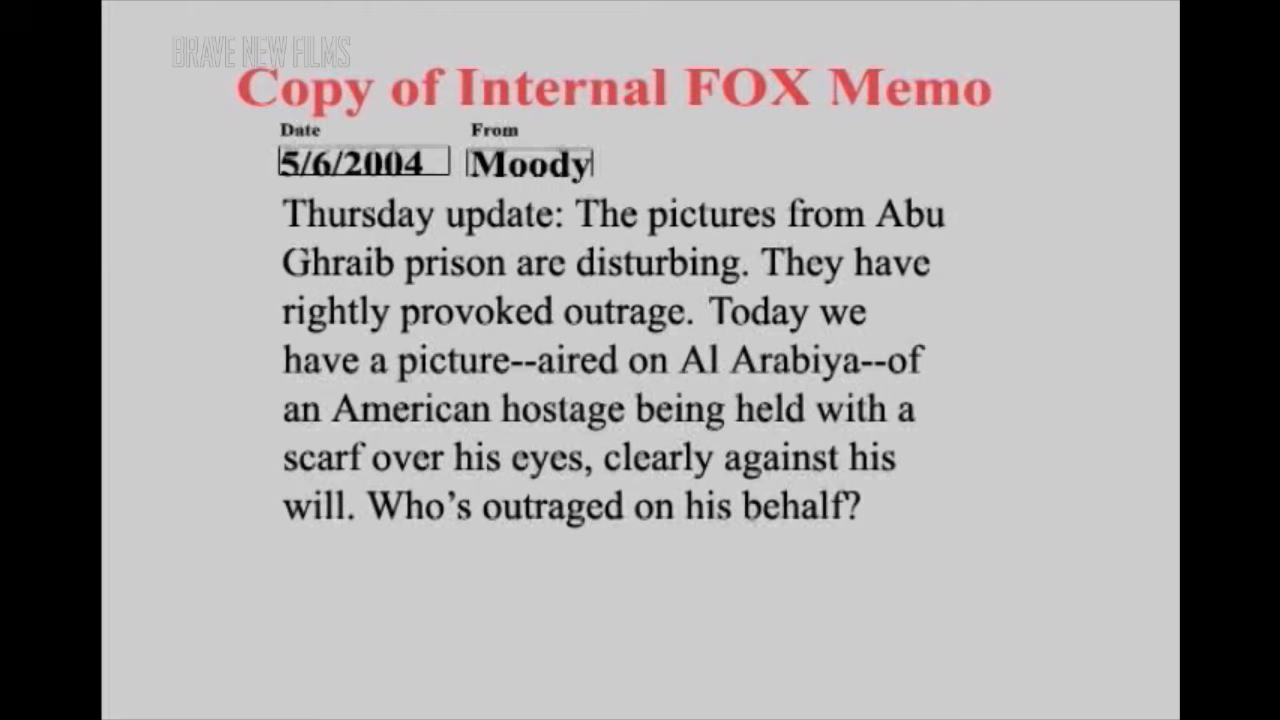 BRAVE NEW FILMS
Copy of Internal FOX Memo
Date From
5/6/2004 Moody
Thursday update: The pictures from Abu
Ghraib prison are disturbing. They have
rightly provoked outrage. Today we
have a picture--aired on Al Arabiya--of
an American hostage being held with a
scarf over his eyes, clearly against his
will. Who's outraged on his behalf?